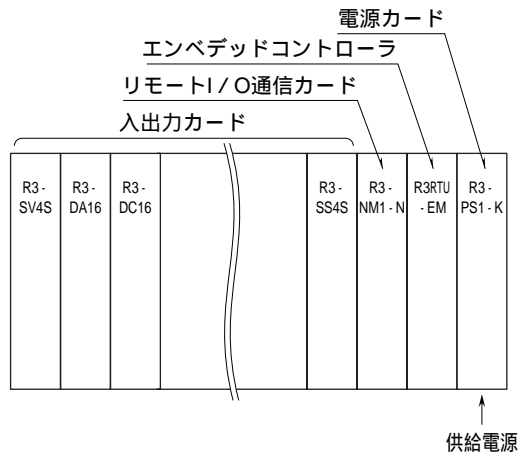 電源カード
エンベデッドコントローラ
リモートI / O通信カード
入出力カード
R3 -
SV4S
R3 -
DA16
R3 -
DC16
R3 -
SS4S
R3 -
NM1 - N
R3RTU
- EM
R3 -
PS1 - K
供給電源